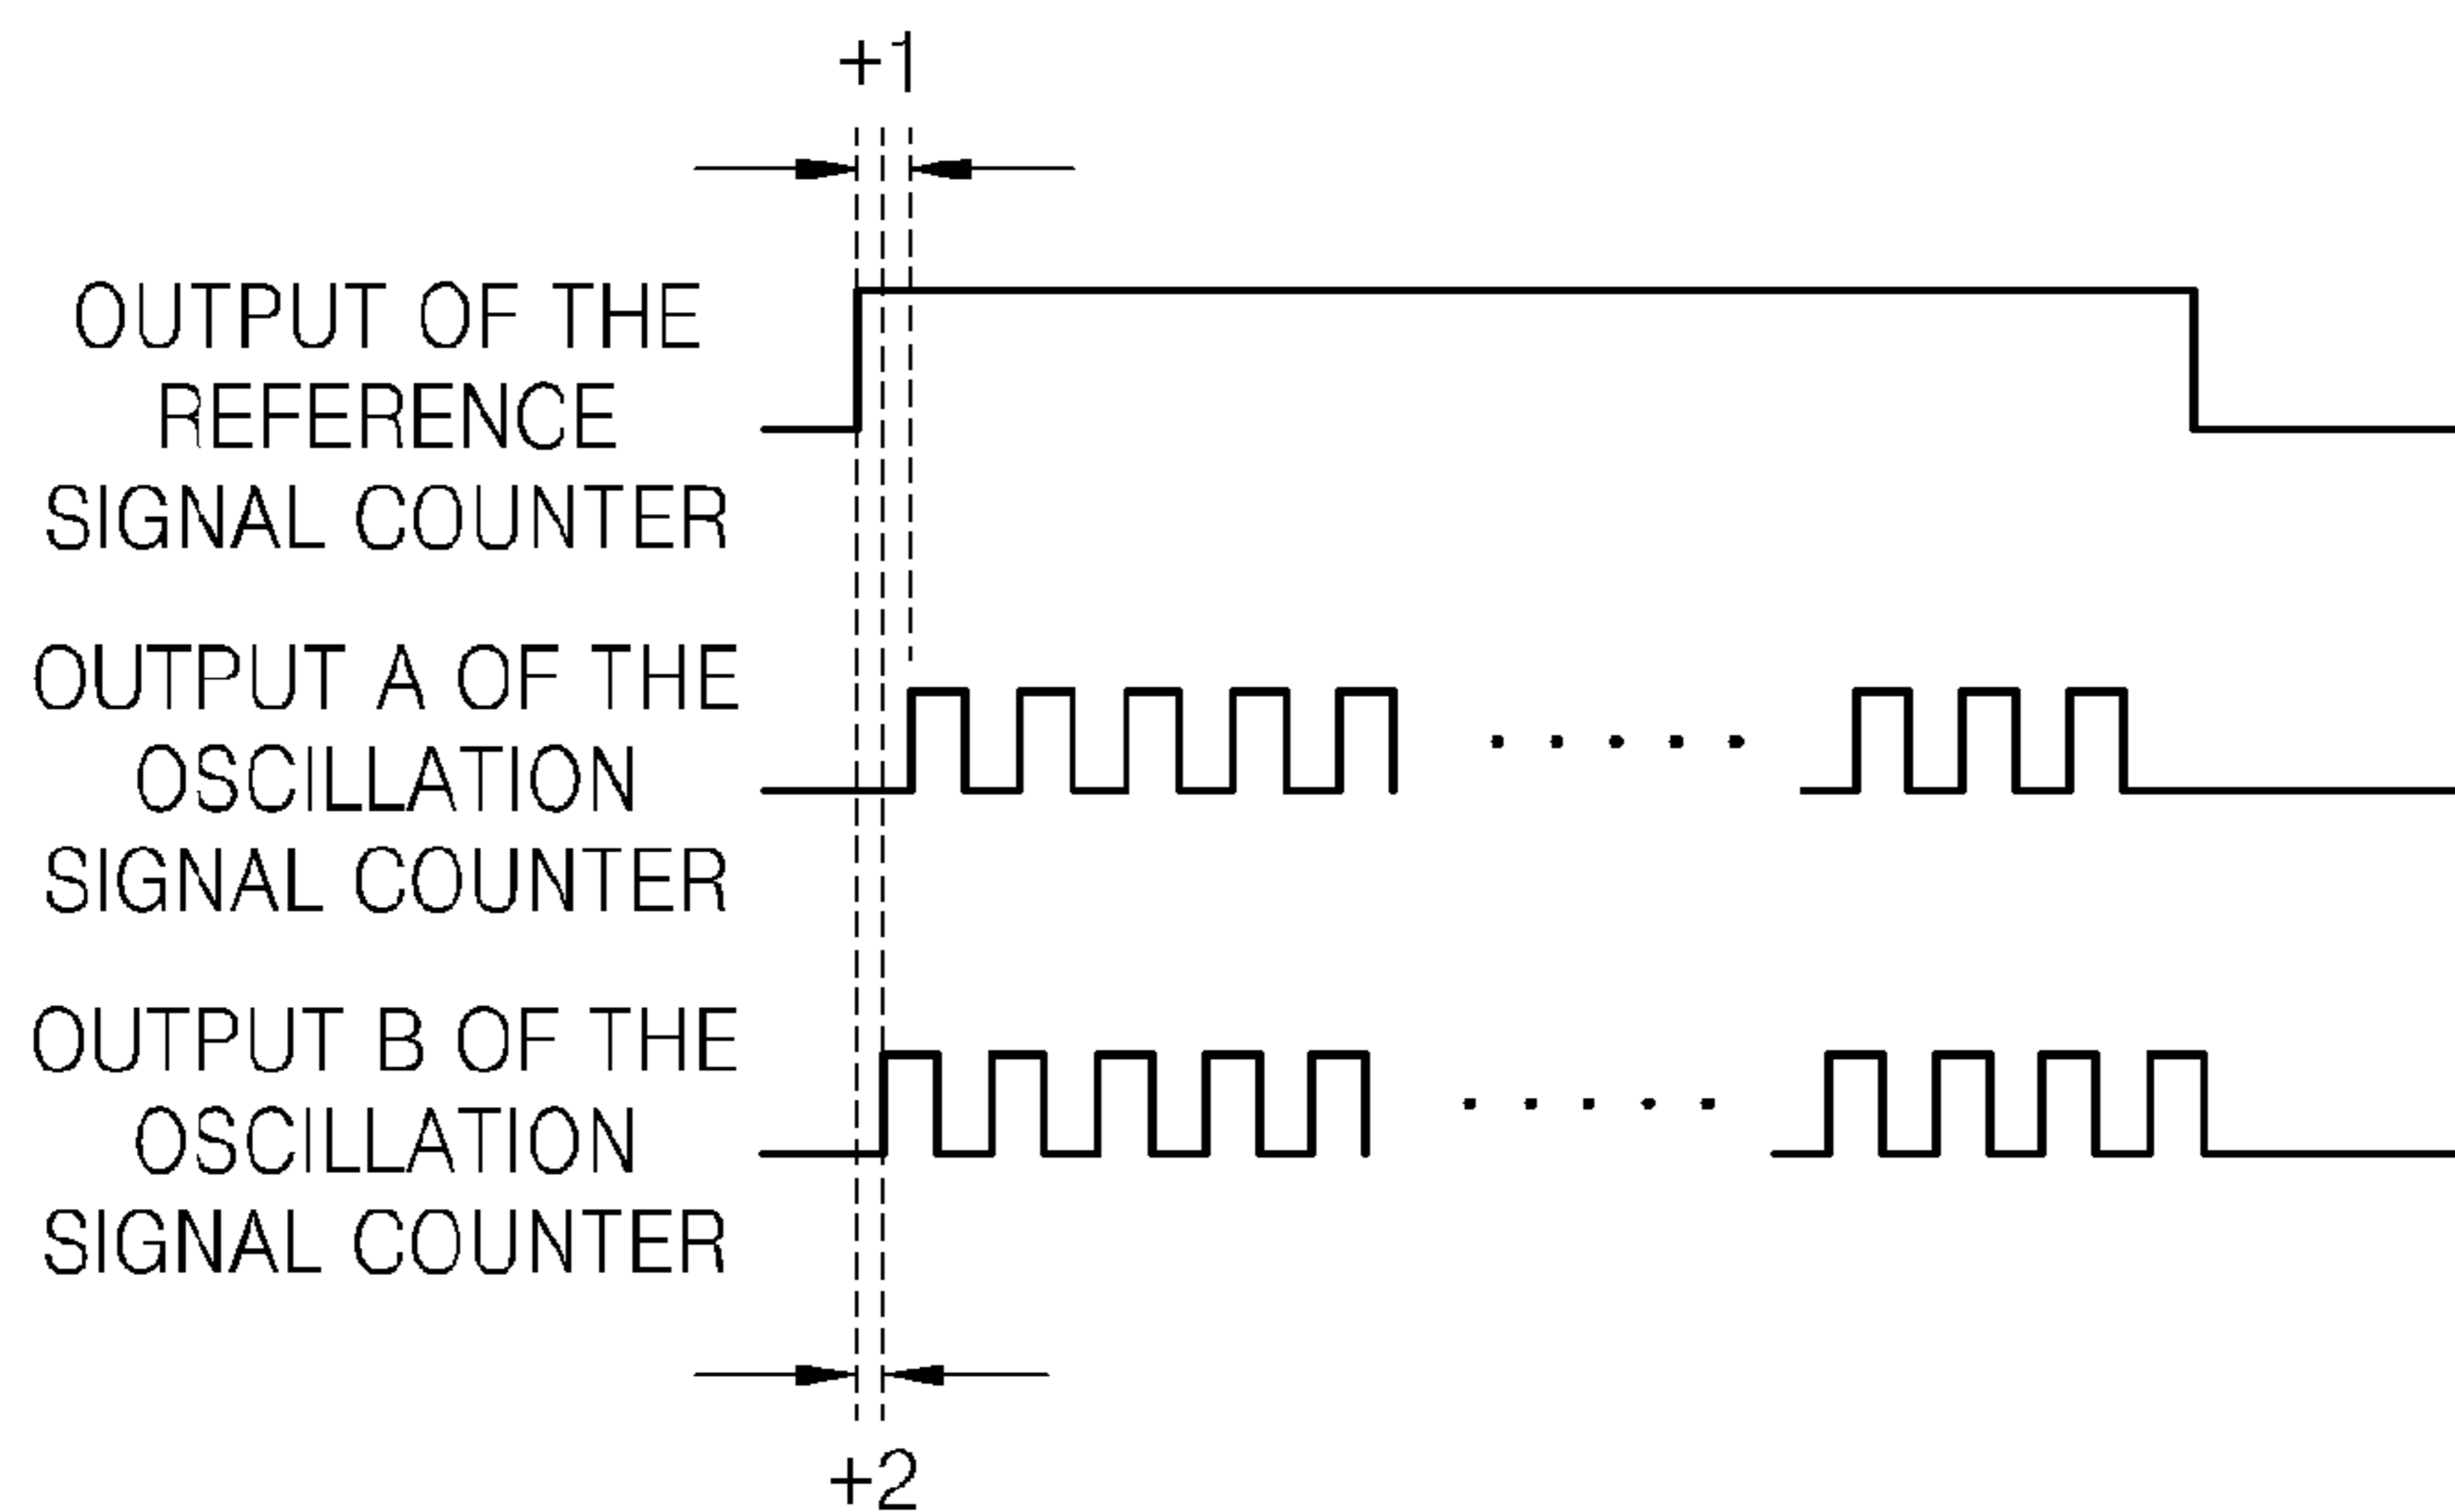 +1
OUTPUT OF THE
REFERENCE
SIGNAL COUNTER
OUTPUT A OF THE
OSCILLATION
SIGNAL COUNTER
OUTPUT B OF THE
OSCILLATION
SIGNAL COUNTER
+2